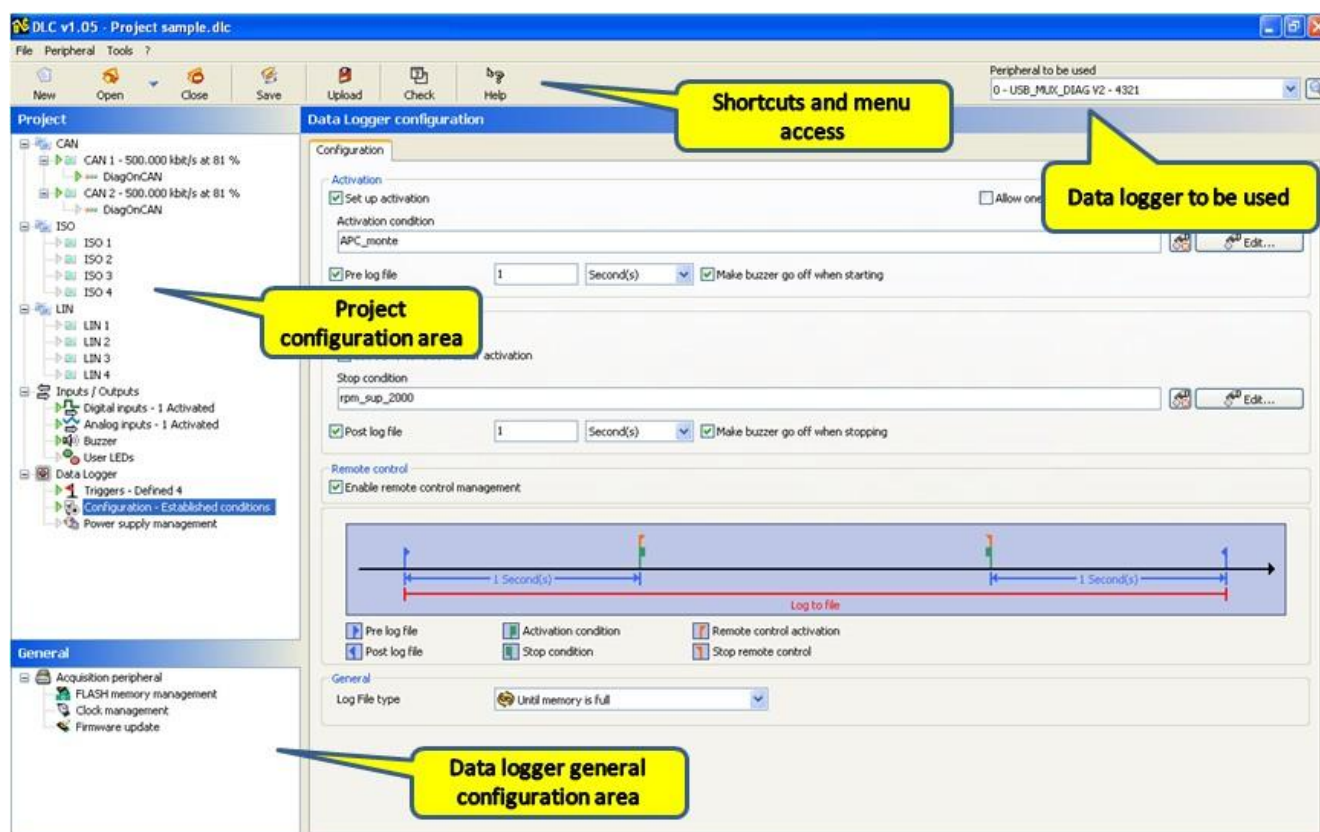 DLC v1.05 - Project sample.dlc
File Peripheral Tools ?
New Open Close Save Upload Check Help
Peripheral to be used
0 - USB_MUX_DIAG V2 - 4321
Shortcuts and menu
access
Data logger to be used
Project
CAN
CAN 1 - 500.000 kbit/s at 81 %
DiagOnCAN
CAN 2 - 500.000 kbit/s at 81 %
DiagOnCAN
ISO
ISO 1
ISO 2
ISO 3
ISO 4
LIN
LIN 1
LIN 2
LIN 3
LIN 4
Inputs / Outputs
Digital inputs - 1 Activated
Analog inputs - 1 Activated
Buzzer
User LEDs
Data Logger
Triggers - Defined 4
Configuration - Established conditions
Power supply management
Project
configuration area
General
Acquisition peripheral
FLASH memory management
Clock management
Firmware update
Data logger general
configuration area
Data Logger configuration
Configuration
Activation
Set up activation
Allow one
Activation condition
APC_monte
Edit...
Pre log file 1 Second(s) Make buzzer go off when starting
activation
Stop condition
rpm_sup_2000
Edit...
Post log file 1 Second(s) Make buzzer go off when stopping
Remote control
Enable remote control management
1 Second(s) 1 Second(s)
Log to file
Pre log file Activation condition Remote control activation
Post log file Stop condition Stop remote control
General
Log File type Until memory is full